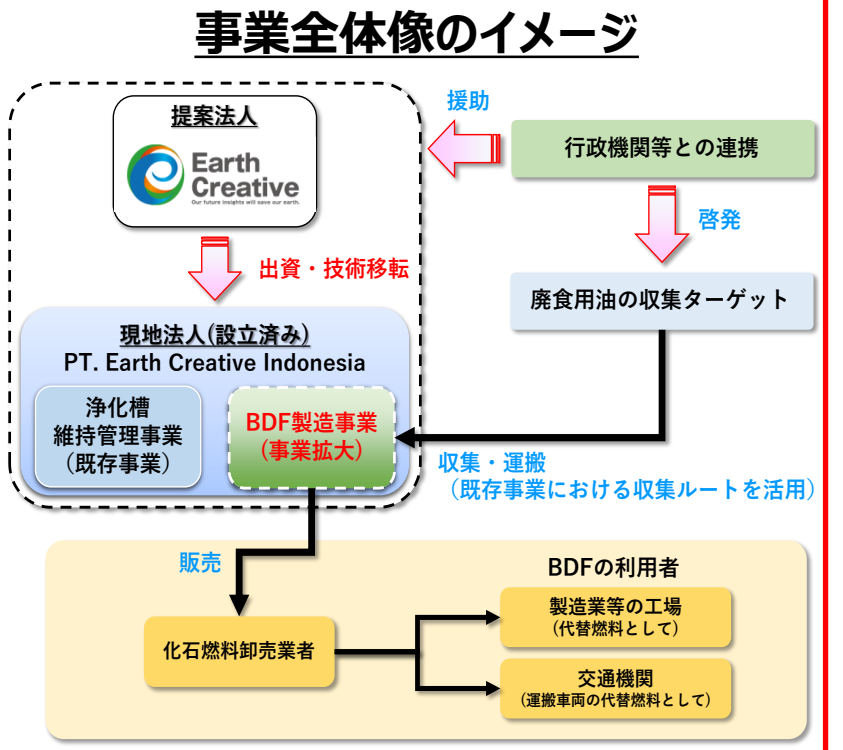 事業全体像のイメージ
提案法人
Earth
Creative
Our future insights will save our earth.
援助
行政機関等との連携
啓発
出資・技術移転
廃食用油の収集ターゲット
現地法人(設立済み)
PT. Earth Creative Indonesia
浄化槽
維持管理事業
(既存事業)
BDF製造事業
(事業拡大)
収集・運搬
(既存事業における収集ルートを活用)
販売
BDFの利用者
化石燃料卸売業者
製造業等の工場
(代替燃料として)
交通機関
(運搬車両の代替燃料として)